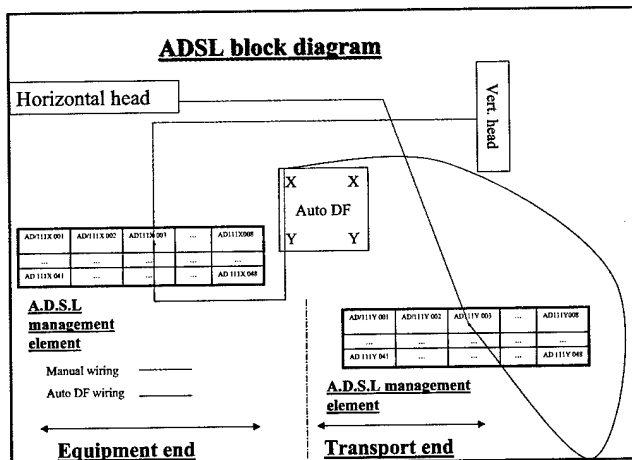 ADSL block diagram
Horizontal head
Vert. head
X X
Auto DF
Y Y
AD/111X 001 AD/111X 002 AD111X 003 ... AD111X008
... ... ... ... ...
AD 111X 041 ... ... ... AD 111X 048
A.D.S.L
management
element
Manual wiring
Auto DF wiring
Equipment end
AD/111Y 001 AD/111Y 002 AD/111Y 003 ... AD111Y008
... ... ... ... ...
AD 111Y 041 ... ... ... AD 111Y 048
A.D.S.L management
element
Transport end